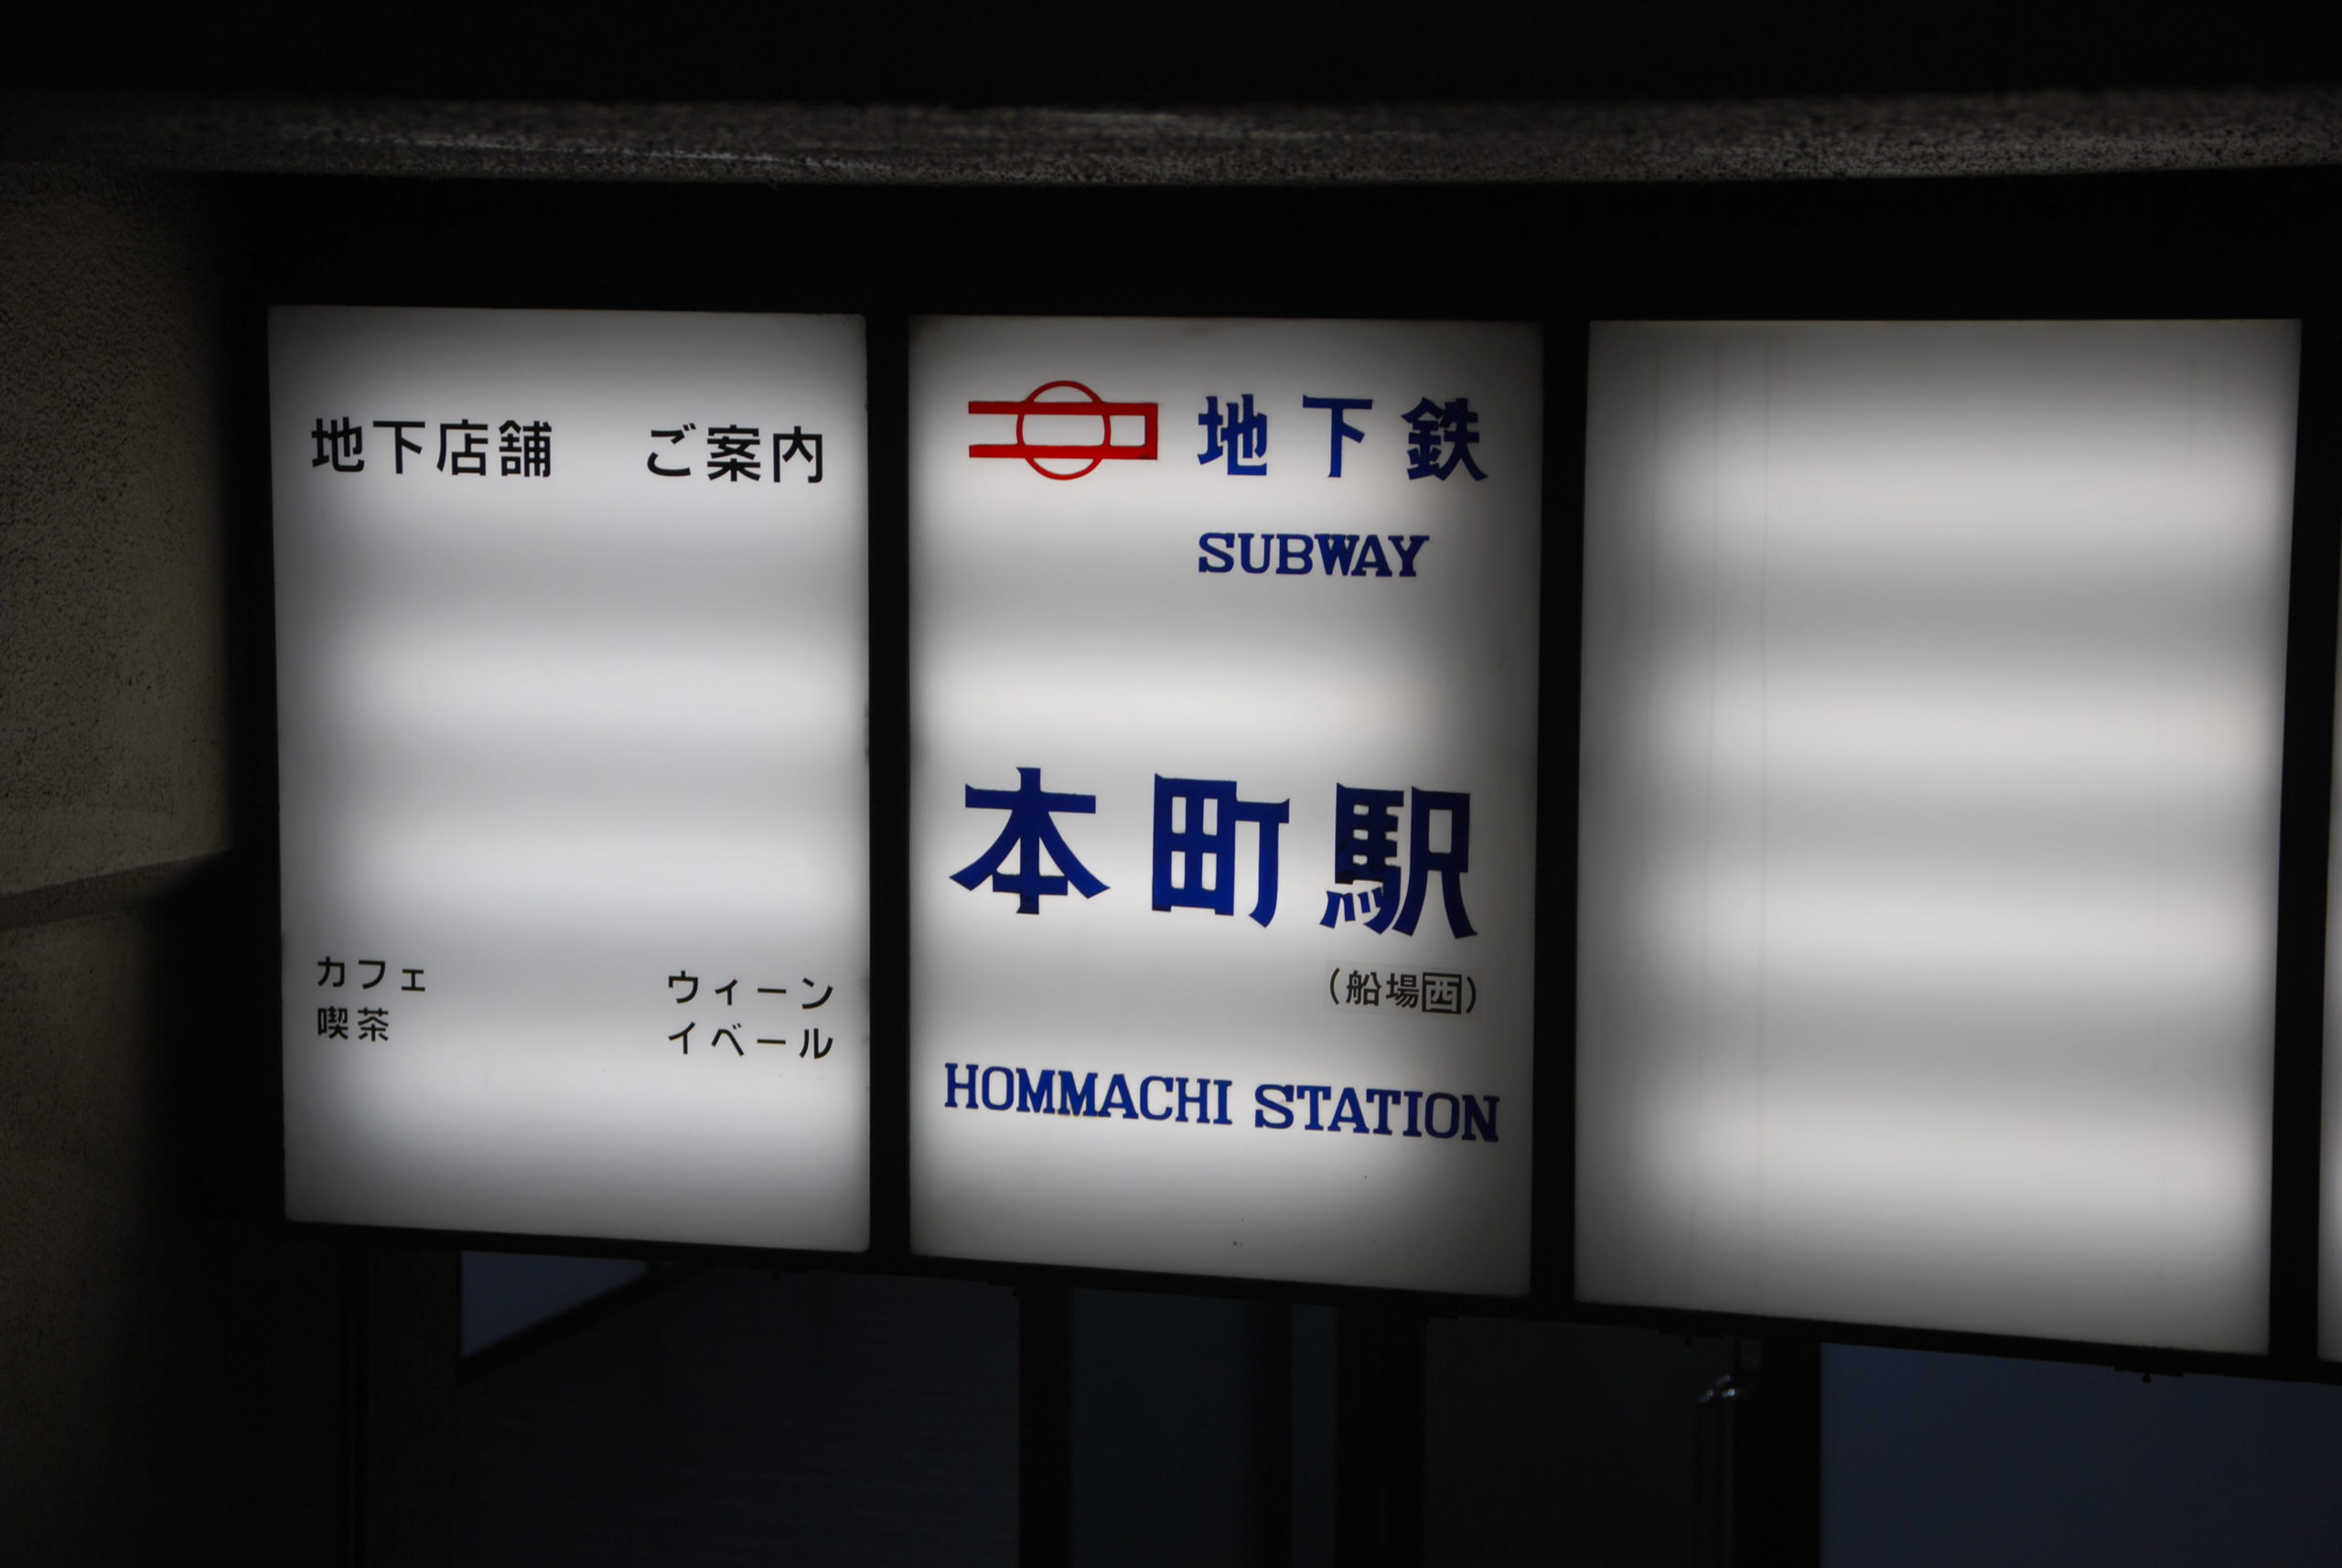 地下店舗 ご案内
カフェ ウィーン
喫茶 イベール
地下鉄
SUBWAY
本町駅
(船場西)
HOMMACHI STATION